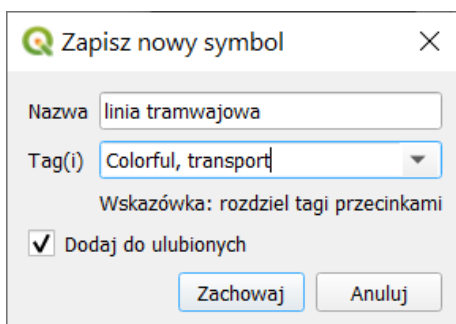 Zapisz nowy symbol
Nazwa linia tramwajowa
Tag(i) Colorful, transport
Wskazówka: rozdziel tagi przecinkami
Dodaj do ulubionych
Zachowaj Anuluj